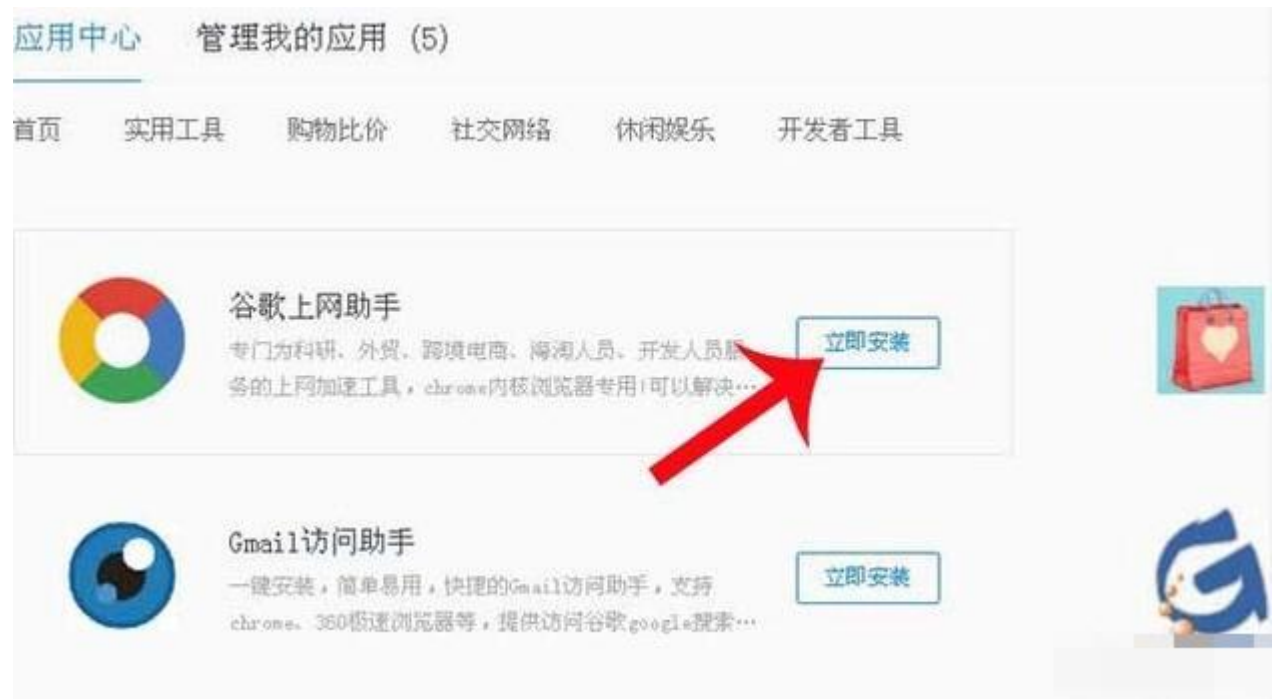 应用中心 管理我的应用 (5)
首页 实用工具 购物比价 社交网络 休闲娱乐 开发者工具
谷歌上网助手
专门为科研、外贸、跨境电商、海淘人员、开发人员服
务的上网加速工具,chrome内核浏览器专用!可以解决…
立即安装
Gmail访问助手
一键安装,简单易用,快捷的Gmail访问助手,支持
chrome、360极速浏览器等,提供访问谷歌google搜索…
立即安装